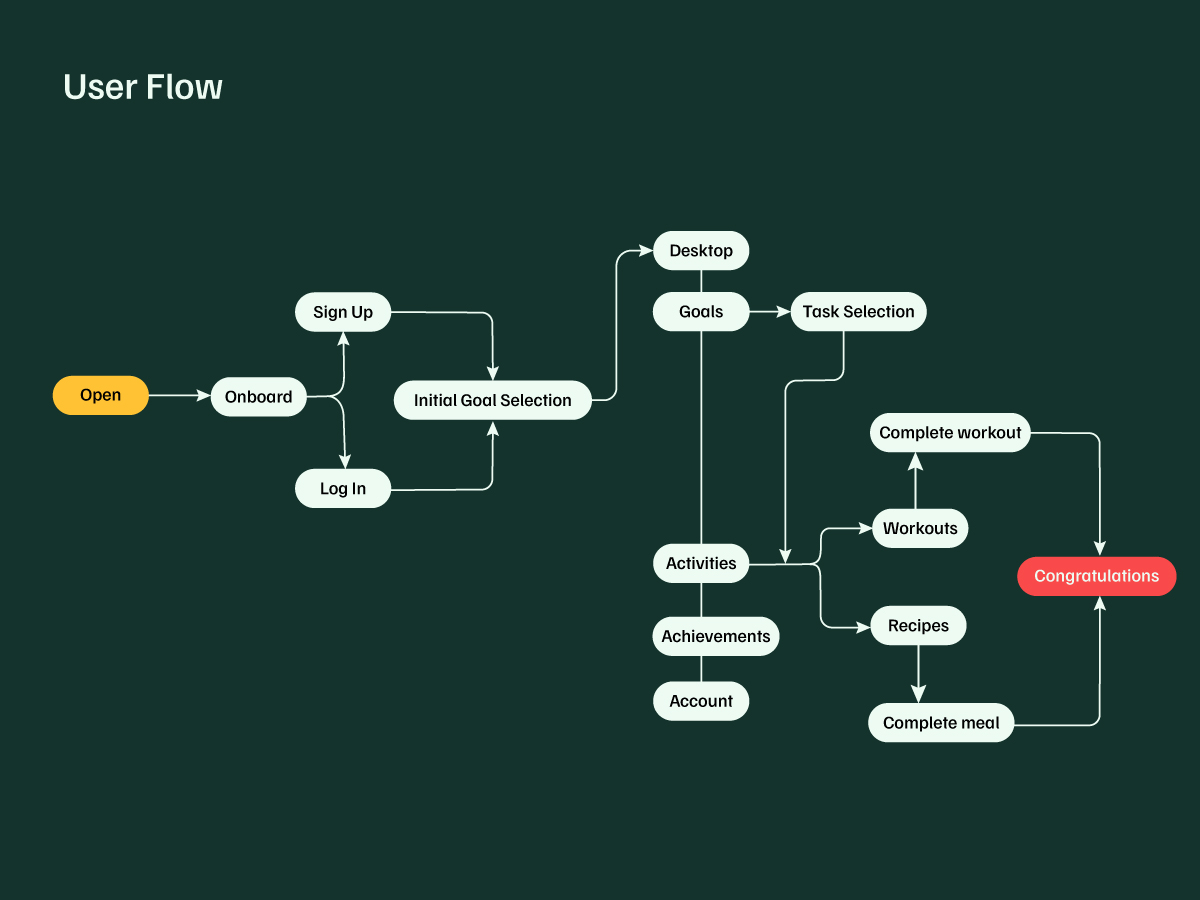 User Flow
Open
Onboard
Sign Up
Log In
Initial Goal Selection
Desktop
Goals
Task Selection
Activities
Achievements
Account
Complete workout
Workouts
Recipes
Complete meal
Congratulations